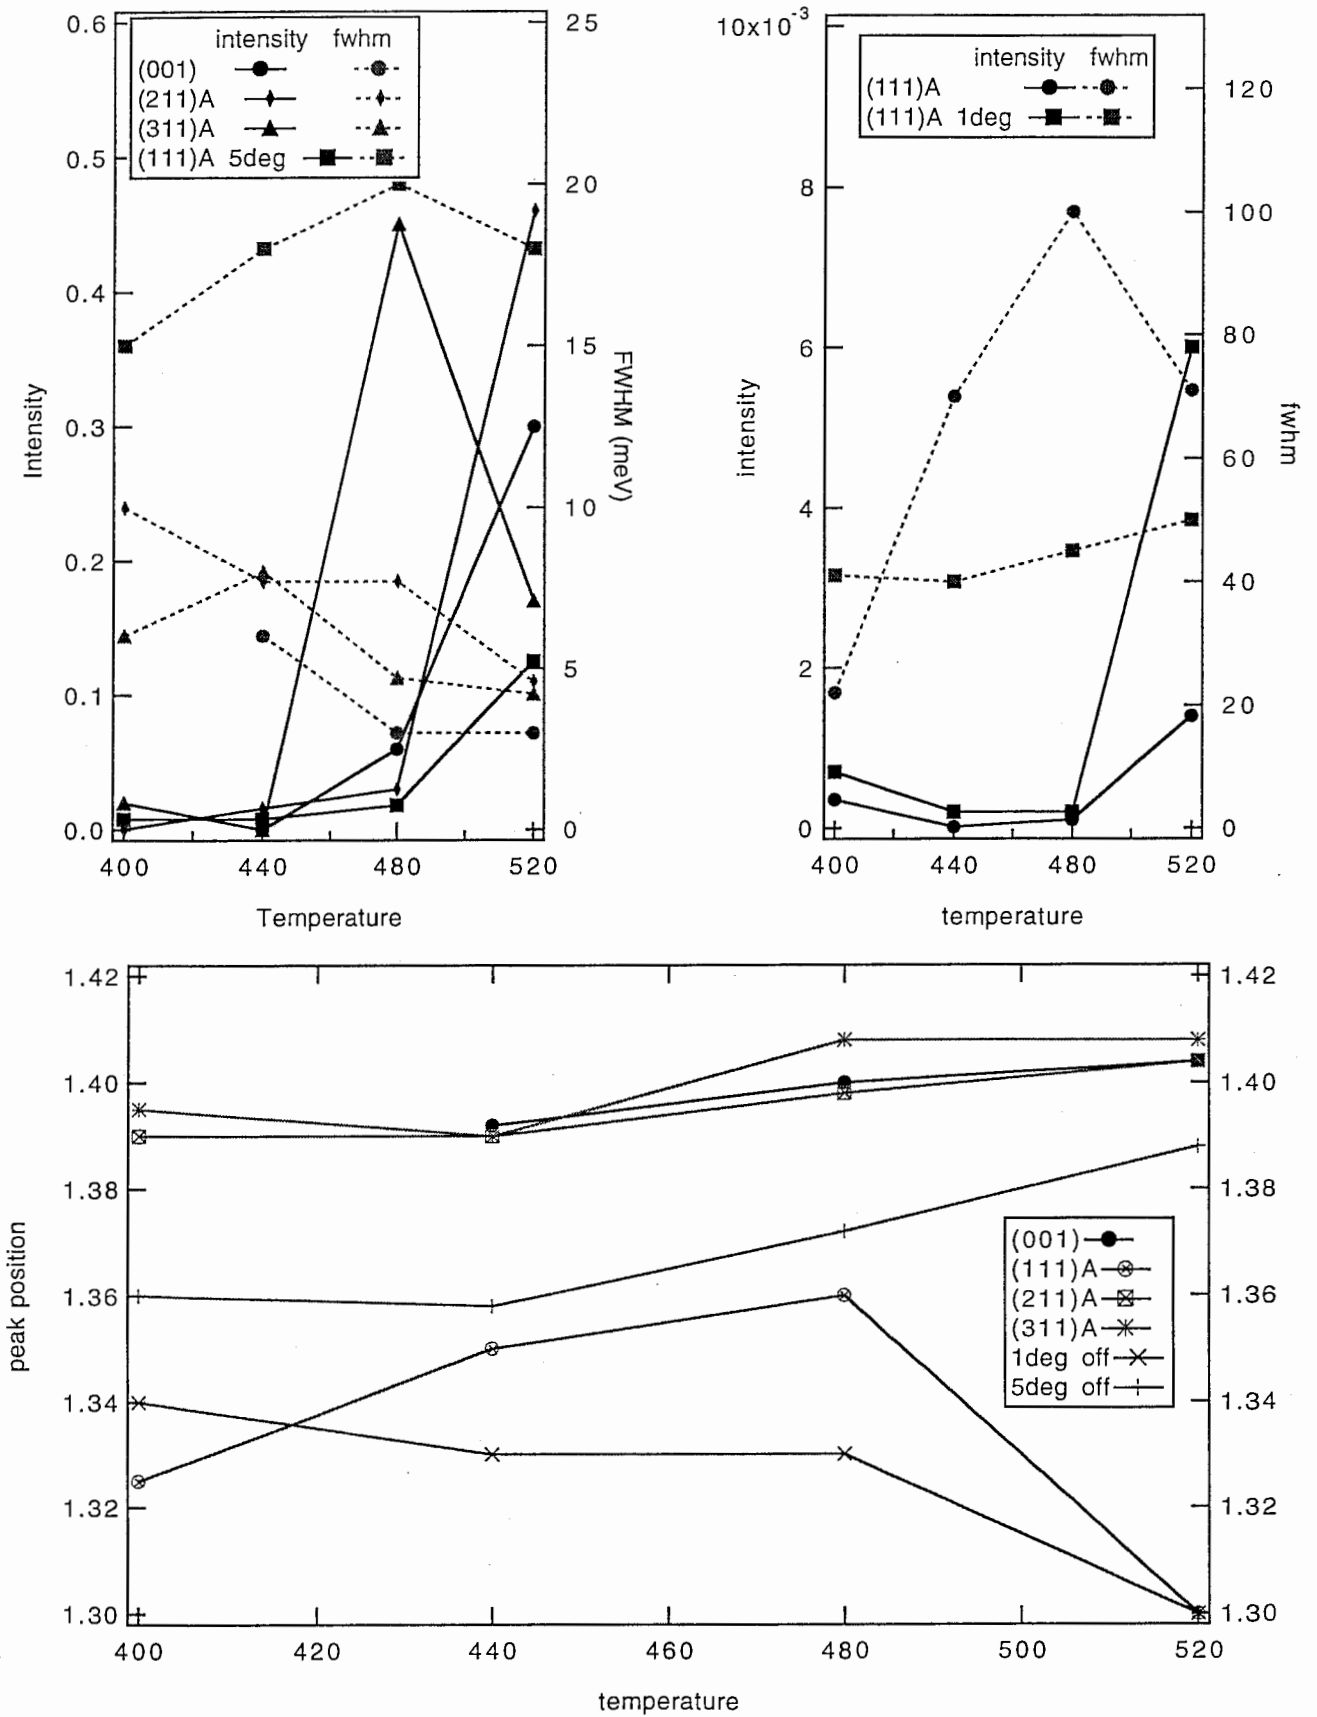 intensity fwhm
(001)
(211)A
(311)A
(111)A 5deg
0.6
0.5
0.4
0.3
0.2
0.1
0.0
Intensity
25
20
15
10
5
0
FWHM (meV)
400 440 480 520
Temperature
intensity fwhm
(111)A
(111)A 1deg
10x10-3
8
6
4
2
0
intensity
120
100
80
60
40
20
0
fwhm
400 440 480 520
temperature
1.42
1.40
1.38
1.36
1.34
1.32
1.30
peak position
1.42
1.40
1.38
1.36
1.34
1.32
1.30
(001)
(111)A
(211)A
(311)A
1deg off
5deg off
400 420 440 460 480 500 520
temperature